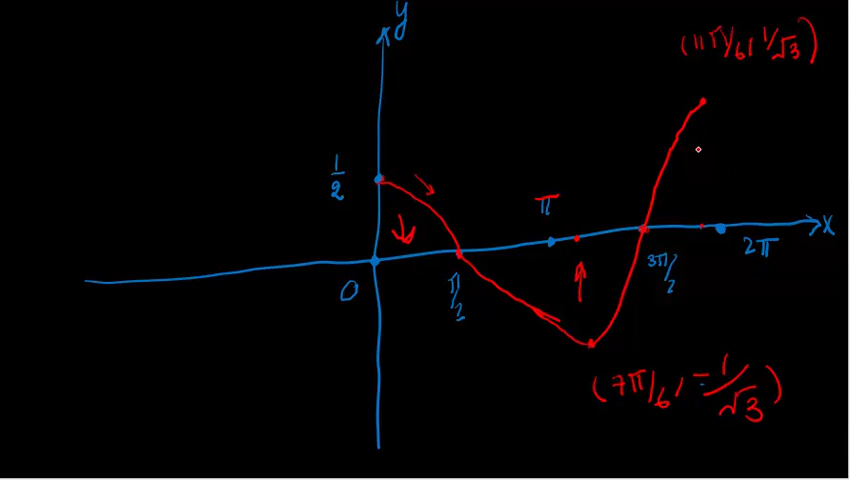 y
(11π/6, 1/√3)
1/2
π
x
3π/2
2π
0
π/2
(7π/6, -1/√3)